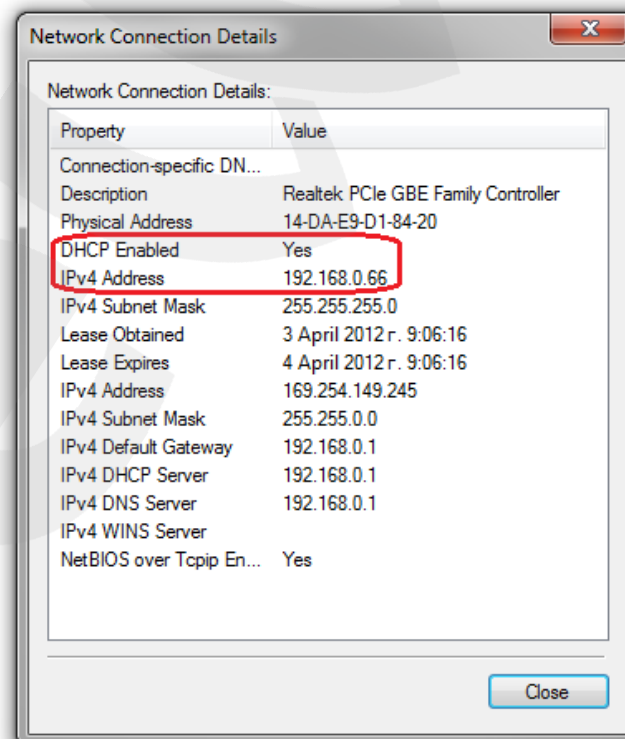 Network Connection Details
Network Connection Details:
Property Value
Connection-specific DN...
Description Realtek PCIe GBE Family Controller
Physical Address 14-DA-E9-D1-84-20
DHCP Enabled Yes
IPv4 Address 192.168.0.66
IPv4 Subnet Mask 255.255.255.0
Lease Obtained 3 April 2012 г. 9:06:16
Lease Expires 4 April 2012 г. 9:06:16
IPv4 Address 169.254.149.245
IPv4 Subnet Mask 255.255.0.0
IPv4 Default Gateway 192.168.0.1
IPv4 DHCP Server 192.168.0.1
IPv4 DNS Server 192.168.0.1
IPv4 WINS Server
NetBIOS over Tcpip En... Yes
Close